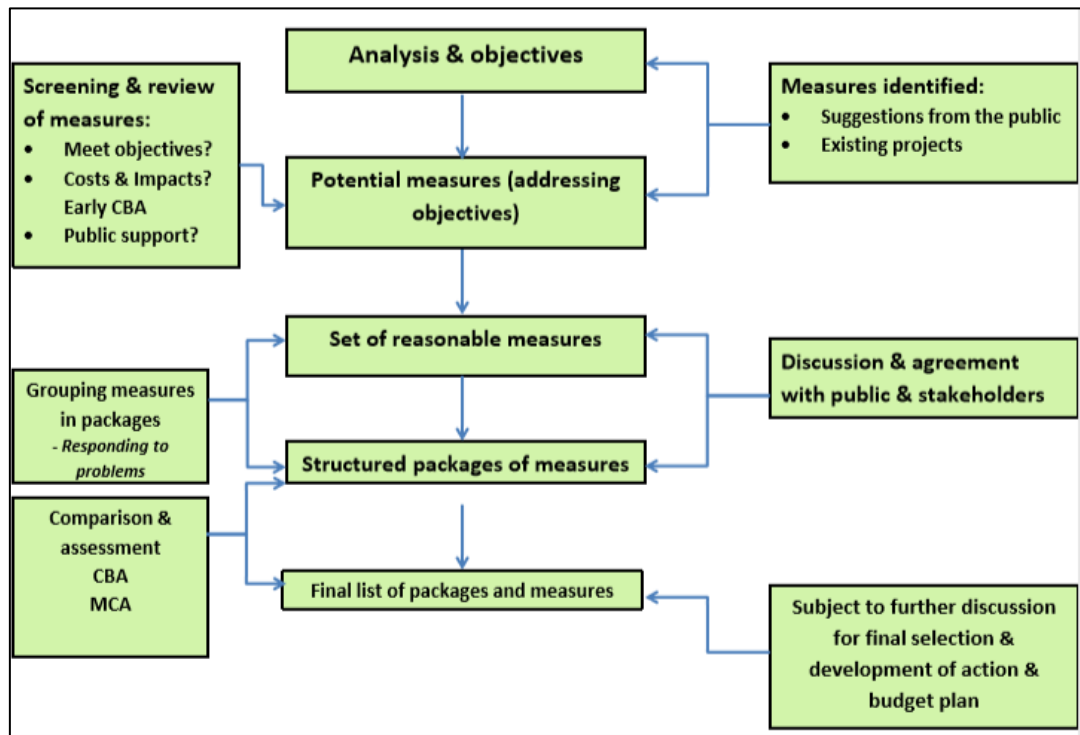 Analysis & objectives
Screening & review
of measures:
• Meet objectives?
• Costs & Impacts?
Early CBA
• Public support?
Measures identified:
• Suggestions from the public
• Existing projects
Potential measures (addressing
objectives)
Set of reasonable measures
Grouping measures
in packages
- Responding to
problems
Discussion & agreement
with public & stakeholders
Structured packages of measures
Comparison &
assessment
CBA
MCA
Final list of packages and measures
Subject to further discussion
for final selection &
development of action &
budget plan